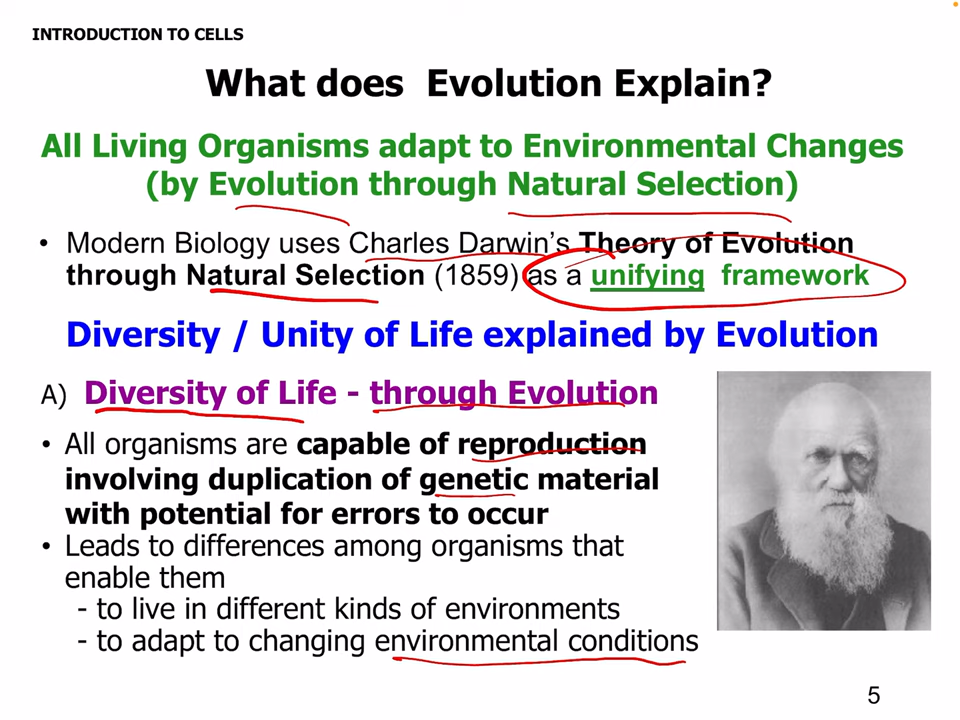 INTRODUCTION TO CELLS
What does Evolution Explain?
All Living Organisms adapt to Environmental Changes
(by Evolution through Natural Selection)
• Modern Biology uses Charles Darwin's Theory of Evolution
through Natural Selection (1859) as a unifying framework
Diversity / Unity of Life explained by Evolution
A) Diversity of Life - through Evolution
• All organisms are capable of reproduction
involving duplication of genetic material
with potential for errors to occur
• Leads to differences among organisms that
enable them
- to live in different kinds of environments
- to adapt to changing environmental conditions
5